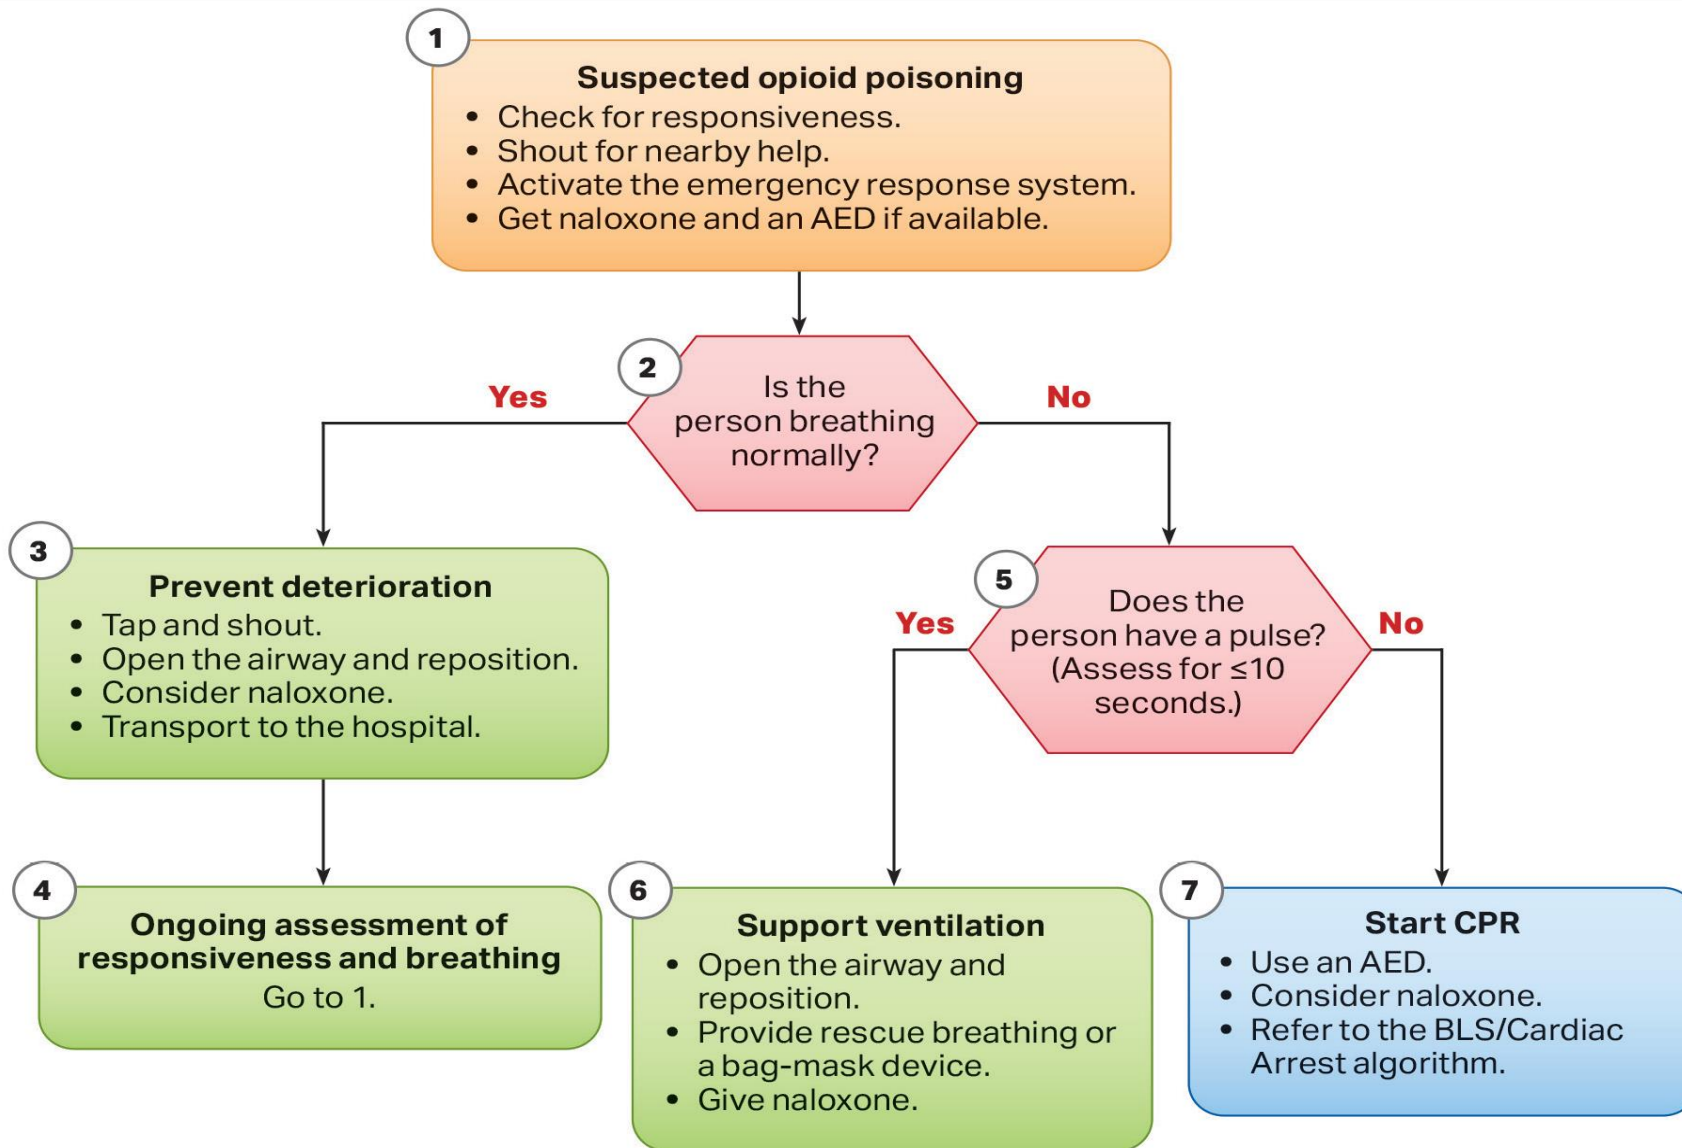 1
Suspected opioid poisoning
• Check for responsiveness.
• Shout for nearby help.
• Activate the emergency response system.
• Get naloxone and an AED if available.
2
Is the
person breathing
normally?
Yes
No
3
Prevent deterioration
• Tap and shout.
• Open the airway and reposition.
• Consider naloxone.
• Transport to the hospital.
4
Ongoing assessment of
responsiveness and breathing
Go to 1.
5
Does the
person have a pulse?
(Assess for ≤10
seconds.)
Yes
No
6
Support ventilation
• Open the airway and
reposition.
• Provide rescue breathing or
a bag-mask device.
• Give naloxone.
7
Start CPR
• Use an AED.
• Consider naloxone.
• Refer to the BLS/Cardiac
Arrest algorithm.